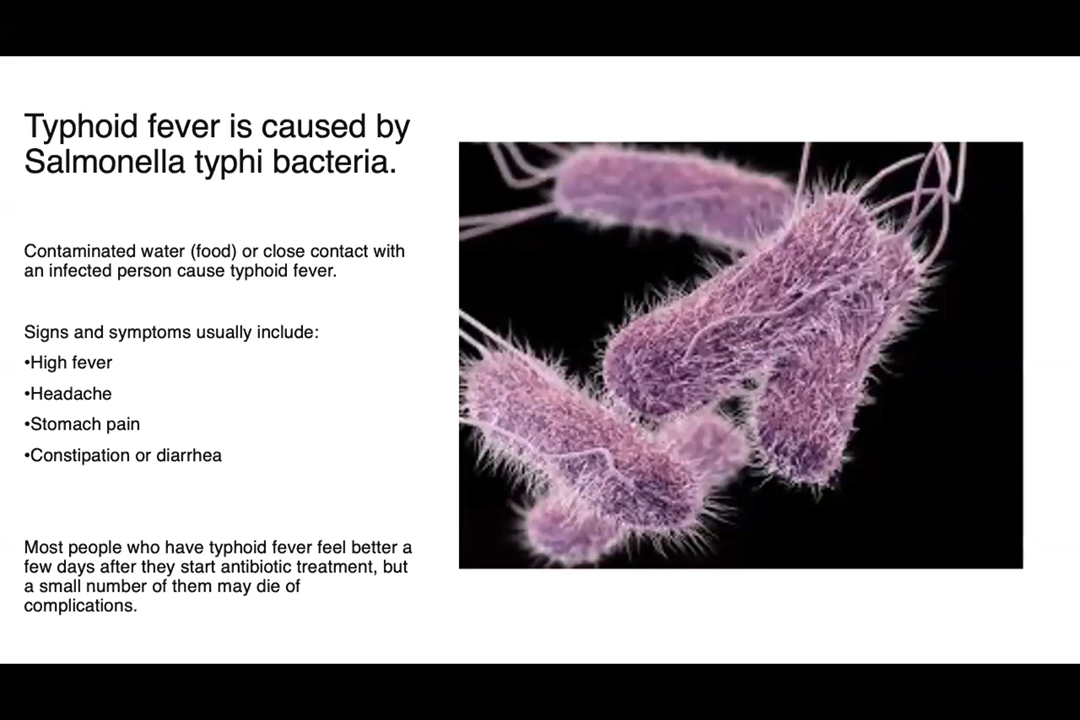 Typhoid fever is caused by
Salmonella typhi bacteria.
Contaminated water (food) or close contact with
an infected person cause typhoid fever.
Signs and symptoms usually include:
•High fever
•Headache
•Stomach pain
•Constipation or diarrhea
Most people who have typhoid fever feel better a
few days after they start antibiotic treatment, but
a small number of them may die of
complications.